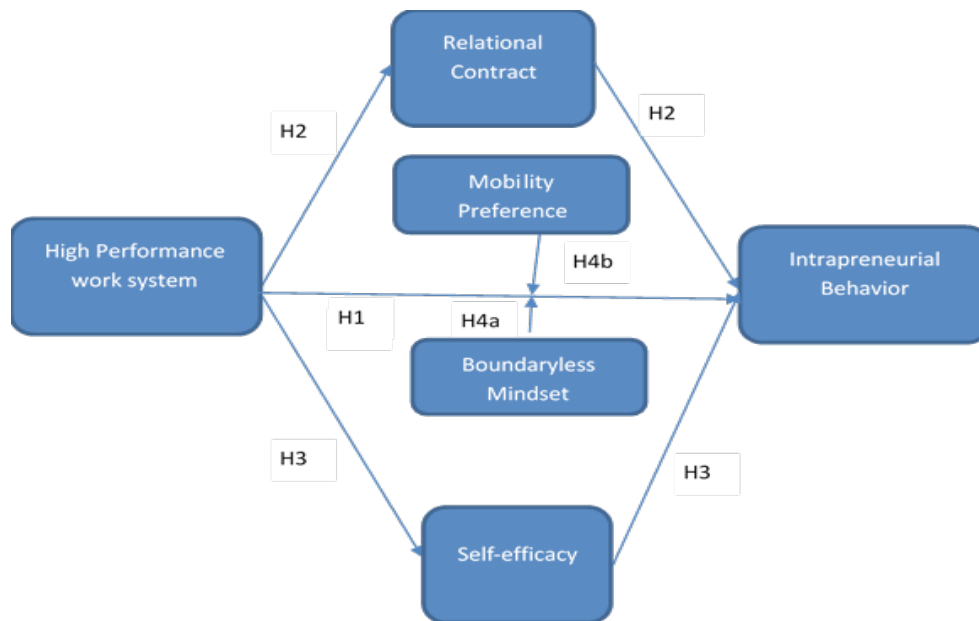 Relational
Contract
H2
H2
Mobility
Preference
High Performance
work system
H4b
Intrapreneurial
Behavior
H1
H4a
Boundaryless
Mindset
H3
H3
Self-efficacy